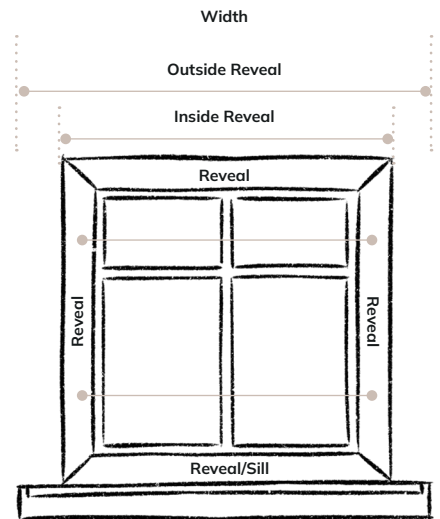 Width
Outside Reveal
Inside Reveal
Reveal
Reveal
Reveal
Reveal/Sill